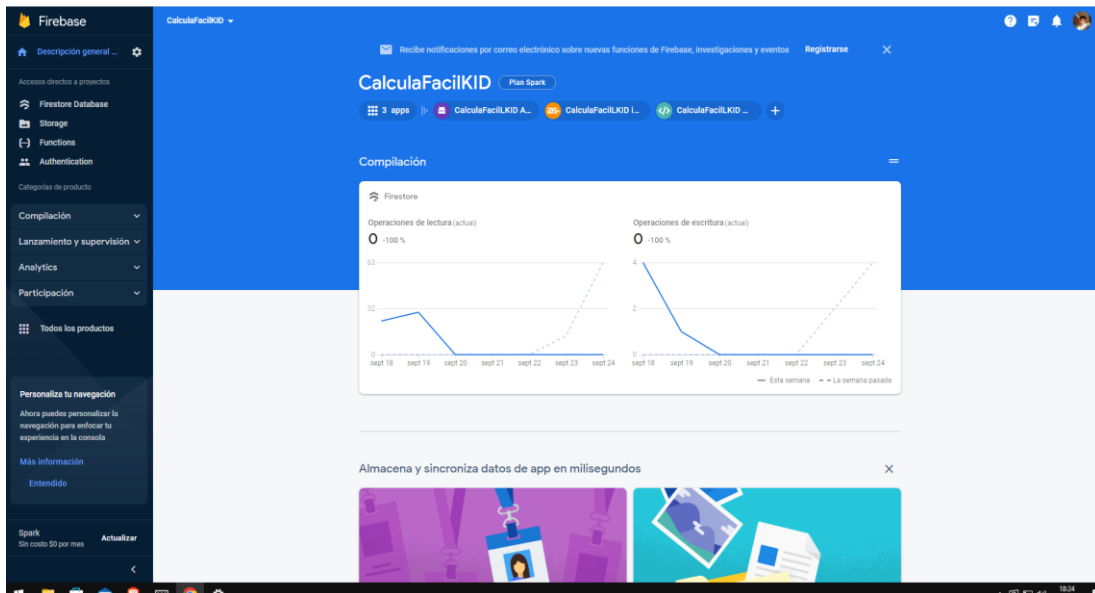 Firebase
CalculaFacilKID
Descripción general ...
Recibe notificaciones por correo electrónico sobre nuevas funciones de Firebase, investigaciones y eventos Registrarse
Accesos directos a proyectos
Firestore Database
Storage
Functions
Authentication
Categorías de producto
Compilación
Lanzamiento y supervisión
Analytics
Participación
Todos los productos
Personaliza tu navegación
Ahora puedes personalizar la
navegación para enfocar tu
experiencia en la consola
Más información
Entendido
Spark
Sin costo $0 por mes
Actualizar
CalculaFacilKID Plan Spark
3 apps CalculaFacilLKID A... CalculaFacilLKID i... CalculaFacilLKID ...
Compilación
Firestore
Operaciones de lectura (actual)
0 -100 %
63
32
0
sept 18 sept 19 sept 20 sept 21 sept 22 sept 23 sept 24
Operaciones de escritura (actual)
0 -100 %
4
2
0
sept 18 sept 19 sept 20 sept 21 sept 22 sept 23 sept 24
Esta semana La semana pasada
Almacena y sincroniza datos de app en milisegundos
18:24